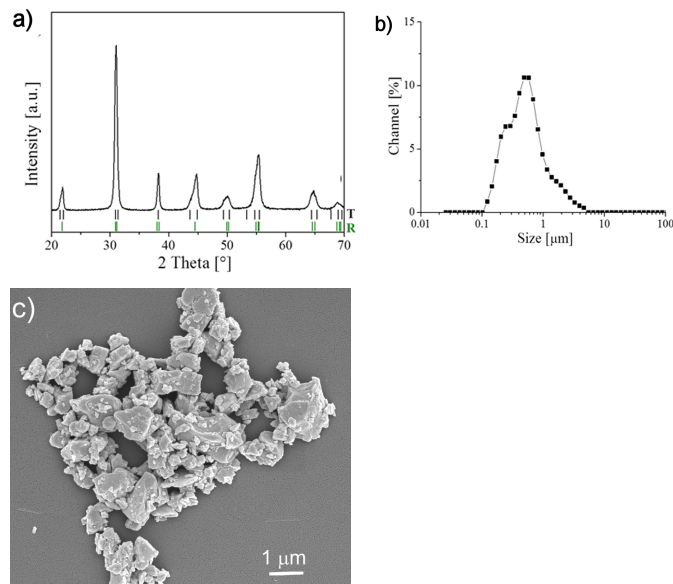 a)
Intensity [a.u.]
T
R
20 30 40 50 60 70
2 Theta [°]
b)
Channel [%]
15
10
5
0
0.01 0.1 1 10 100
Size [µm]
c)
1 µm